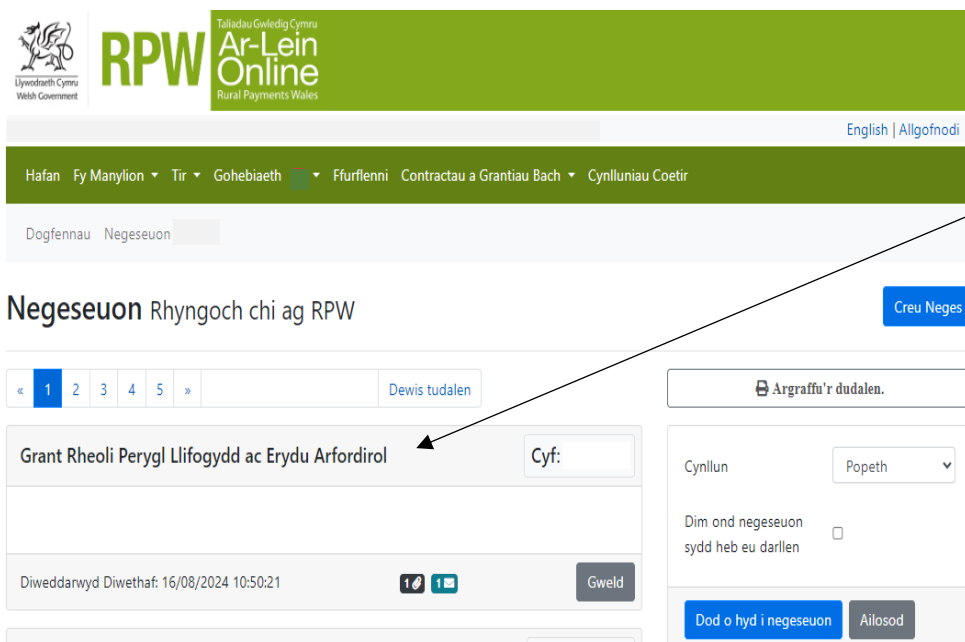 Taliadau Gwledig Cymru
RPW Ar-Lein
Online
Rural Payments Wales
Llywodraeth Cymru
Welsh Government
English | Allgofnodi
Hafan Fy Manylion Tir Gohebiaeth Ffurflenni Contractau a Grantiau Bach Cynlluniau Coetir
Dogfennau Negeseuon
Negeseuon Rhyngoch chi ag RPW
Creu Neges
« 1 2 3 4 5 » Dewis tudalen
Argraffu'r dudalen.
Grant Rheoli Perygl Llifogydd ac Erydu Arfordirol
Cyf:
Cynllun Popeth
Dim ond negeseuon
sydd heb eu darllen
Diweddarwyd Diwethaf: 16/08/2024 10:50:21 1 1 Gweld
Dod o hyd i negeseuon Ailosod